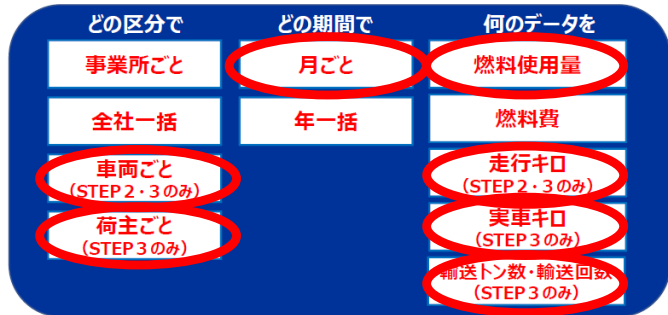 どの区分で
事業所ごと
全社一括
車両ごと
(STEP2・3のみ)
荷主ごと
(STEP3のみ)
どの期間で
月ごと
年一括
何のデータを
燃料使用量
燃料費
走行キロ
(STEP2・3のみ)
実車キロ
(STEP3のみ)
輸送トン数・輸送回数
(STEP3のみ)